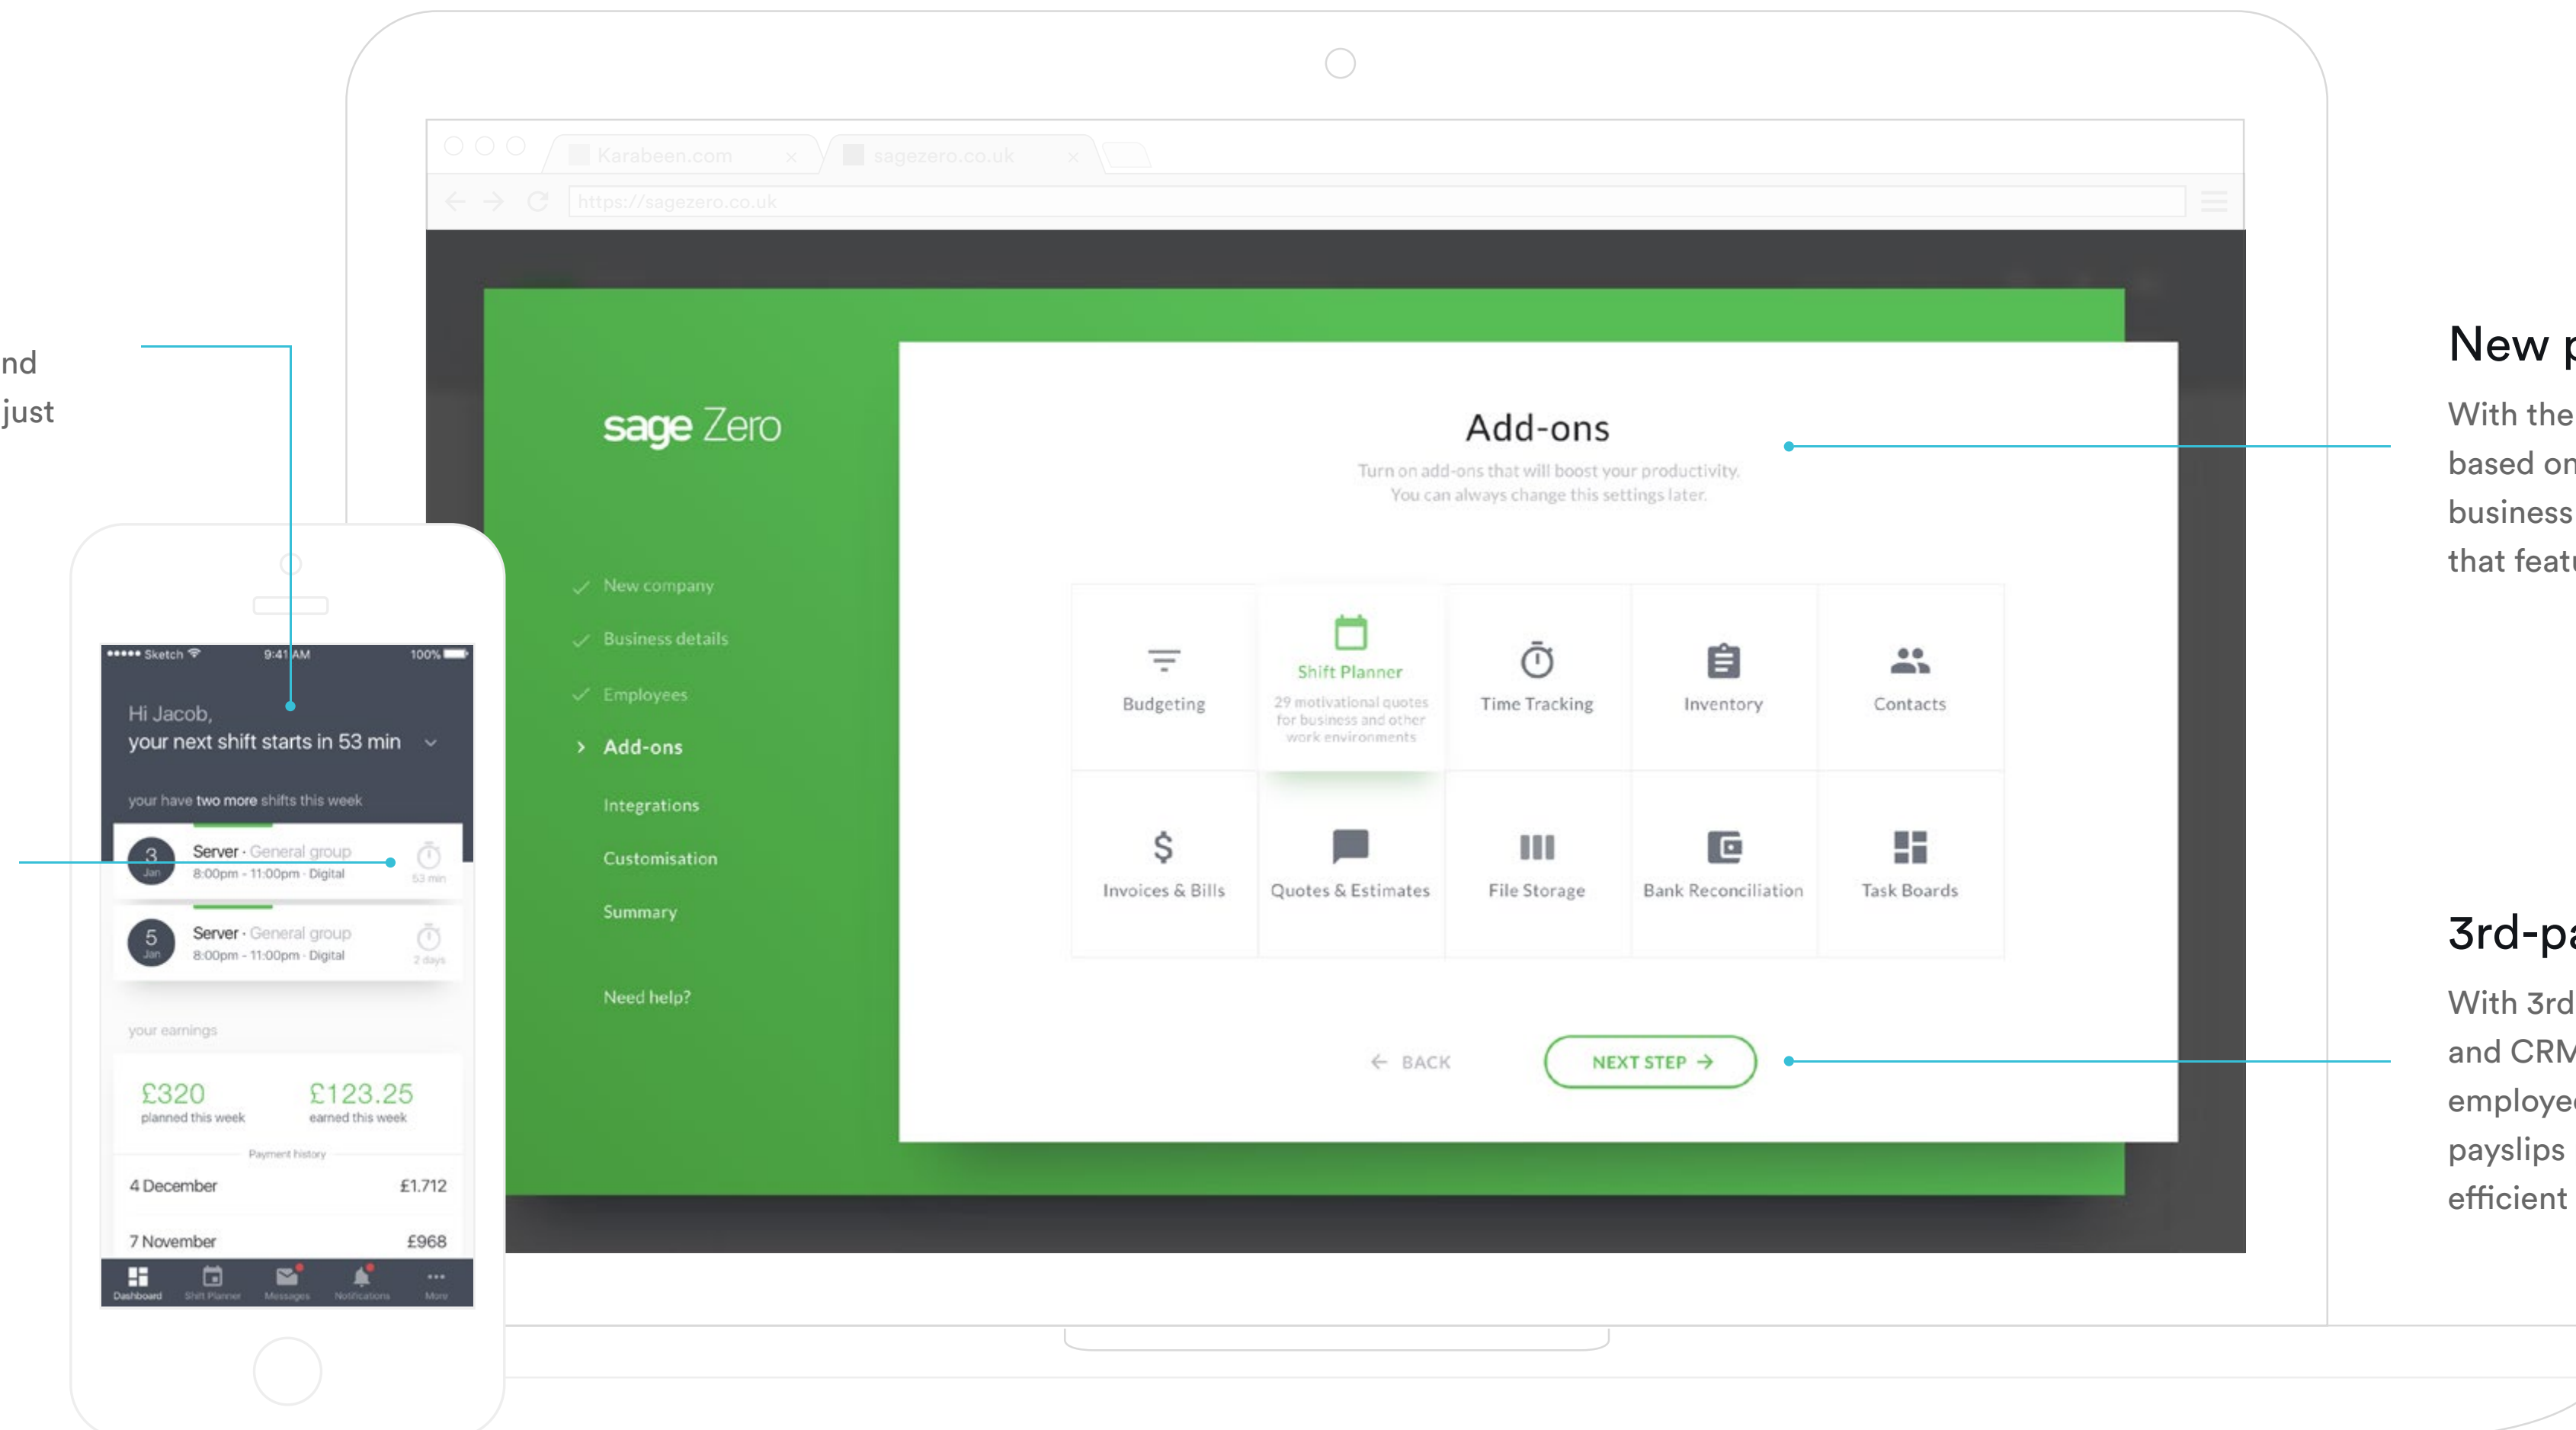 nd
just
Karabeen.com
sagezero.co.uk
https://sagezero.co.uk
sage Zero
New company
Business details
Employees
Add-ons
Integrations
Customisation
Summary
Need help?
Add-ons
Turn on add-ons that will boost your productivity.
You can always change this settings later.
Budgeting
Shift Planner
29 motivational quotes
for business and other
work environments
Time Tracking
Inventory
Contacts
Invoices & Bills
Quotes & Estimates
File Storage
Bank Reconciliation
Task Boards
← BACK
NEXT STEP →
Sketch
9:41 AM
100%
Hi Jacob,
your next shift starts in 53 min
your have two more shifts this week
3
Jan
Server · General group
8:00pm - 11:00pm · Digital
53 min
5
Jan
Server · General group
8:00pm - 11:00pm · Digital
2 days
your earnings
£320
planned this week
£123.25
earned this week
Payment history
4 December £1.712
7 November £968
Dashboard
Shift Planner
Messages
Notifications
More
New p
With the
based on
business
that featu
3rd-pa
With 3rd
and CRM
employee
payslips
efficient